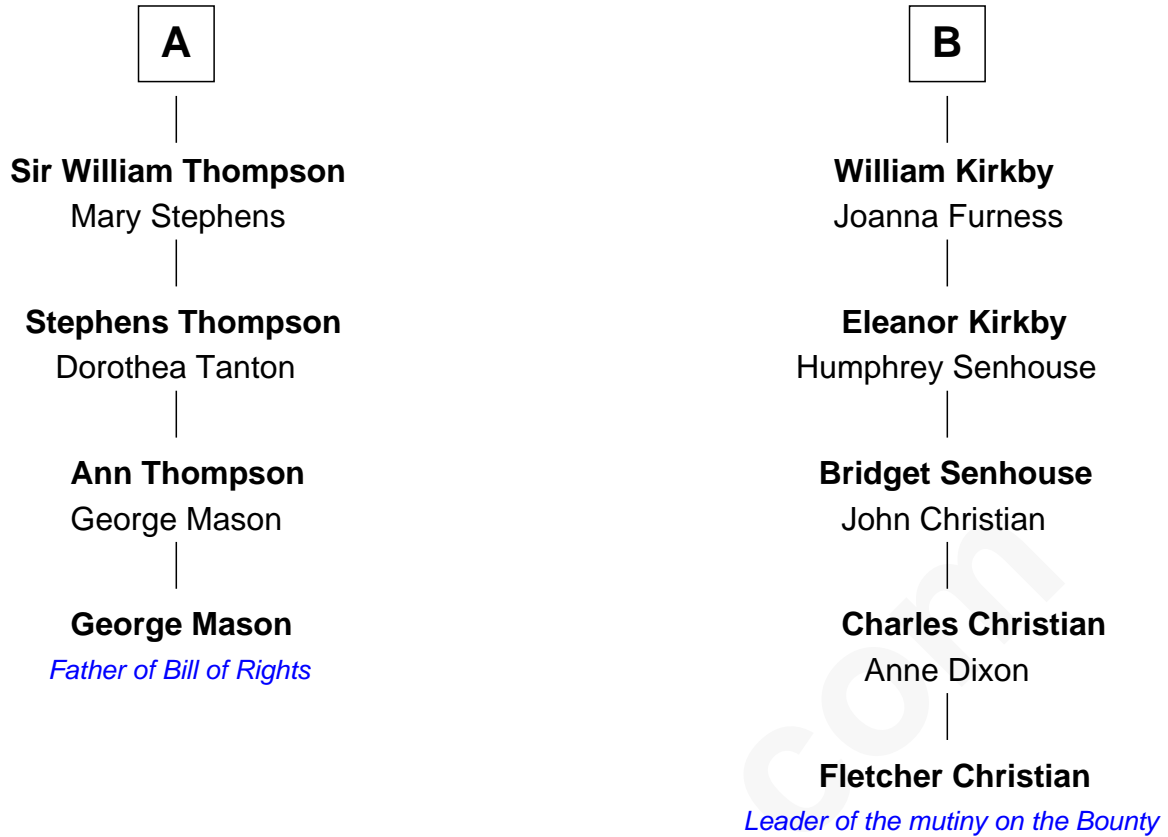 A
Sir William Thompson
Mary Stephens
Stephens Thompson
Dorothea Tanton
Ann Thompson
George Mason
George Mason
Father of Bill of Rights
B
William Kirkby
Joanna Furness
Eleanor Kirkby
Humphrey Senhouse
Bridget Senhouse
John Christian
Charles Christian
Anne Dixon
Fletcher Christian
Leader of the mutiny on the Bounty
com